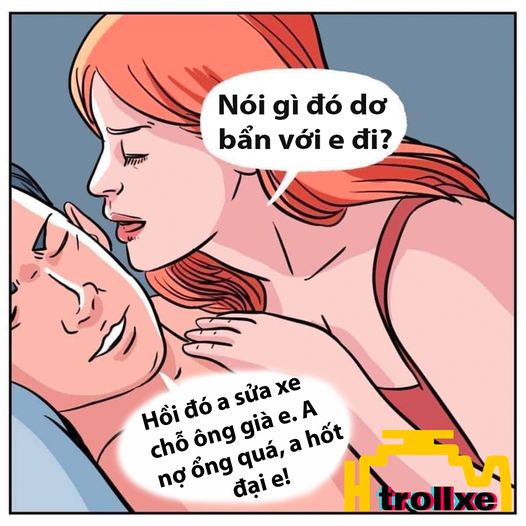 Nói gì đó dơ
bẩn với e đi?
Hồi đó a sửa xe
chỗ ông già e. A
nợ ổng quá, a hốt
đại e!
trollxe